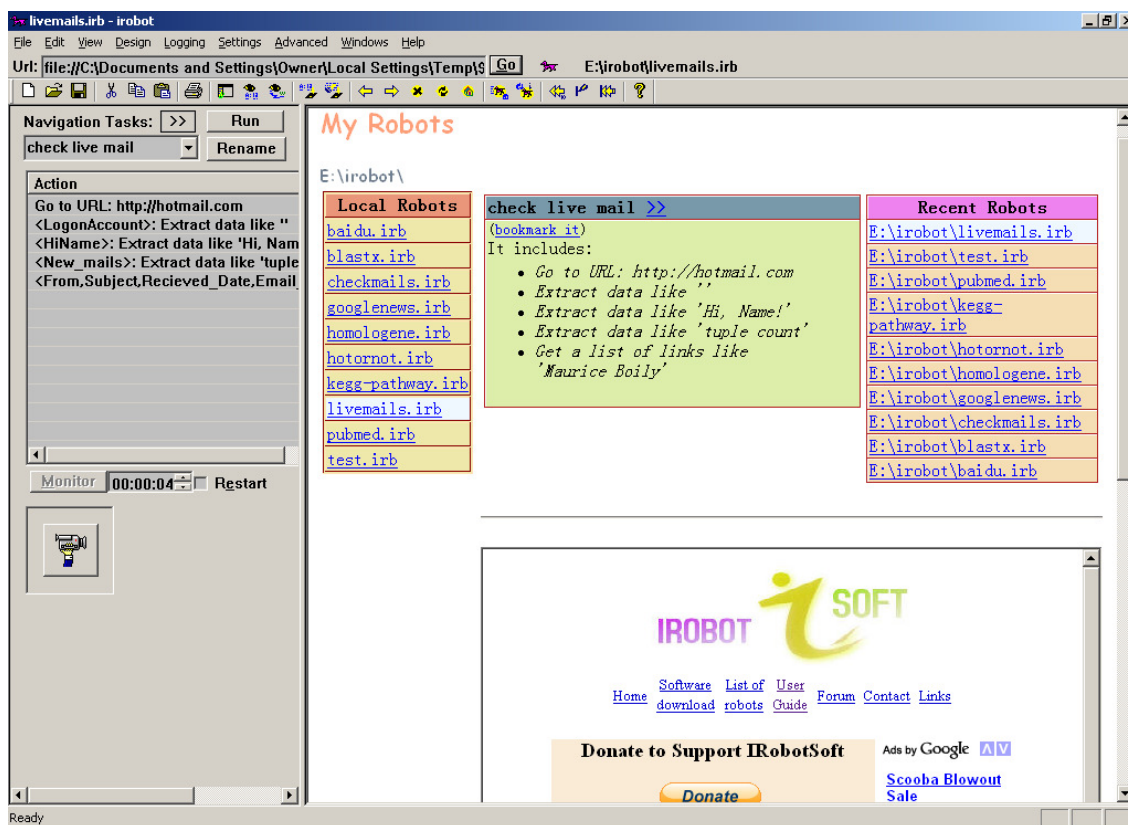 livemails.irb - irobot
File Edit View Design Logging Settings Advanced Windows Help
Url: file://C:\Documents and Settings\Owner\Local Settings\Temp\9 Go E:\irobot\livemails.irb
Navigation Tasks: >> Run
check live mail Rename
Action
Go to URL: http://hotmail.com
<LogonAccount>: Extract data like ''
<HiName>: Extract data like 'Hi, Nam
<New_mails>: Extract data like 'tuple
<From,Subject,Recieved_Date,Email_
Monitor 00:00:04 Restart
My Robots
E:\irobot\
Local Robots
baidu.irb
blastx.irb
checkmails.irb
googlenews.irb
homologene.irb
hotornot.irb
kegg-pathway.irb
livemails.irb
pubmed.irb
test.irb
check live mail >>
(bookmark it)
It includes:
• Go to URL: http://hotmail.com
• Extract data like ''
• Extract data like 'Hi, Name!'
• Extract data like 'tuple count'
• Get a list of links like
'Maurice Boily'
Recent Robots
E:\irobot\livemails.irb
E:\irobot\test.irb
E:\irobot\pubmed.irb
E:\irobot\kegg-
pathway.irb
E:\irobot\hotornot.irb
E:\irobot\homologene.irb
E:\irobot\googlenews.irb
E:\irobot\checkmails.irb
E:\irobot\blastx.irb
E:\irobot\baidu.irb
IROBOT i SOFT
Home Software download List of robots User Guide Forum Contact Links
Donate to Support IRobotSoft
Donate
Ads by Google
Scooba Blowout
Sale
Ready